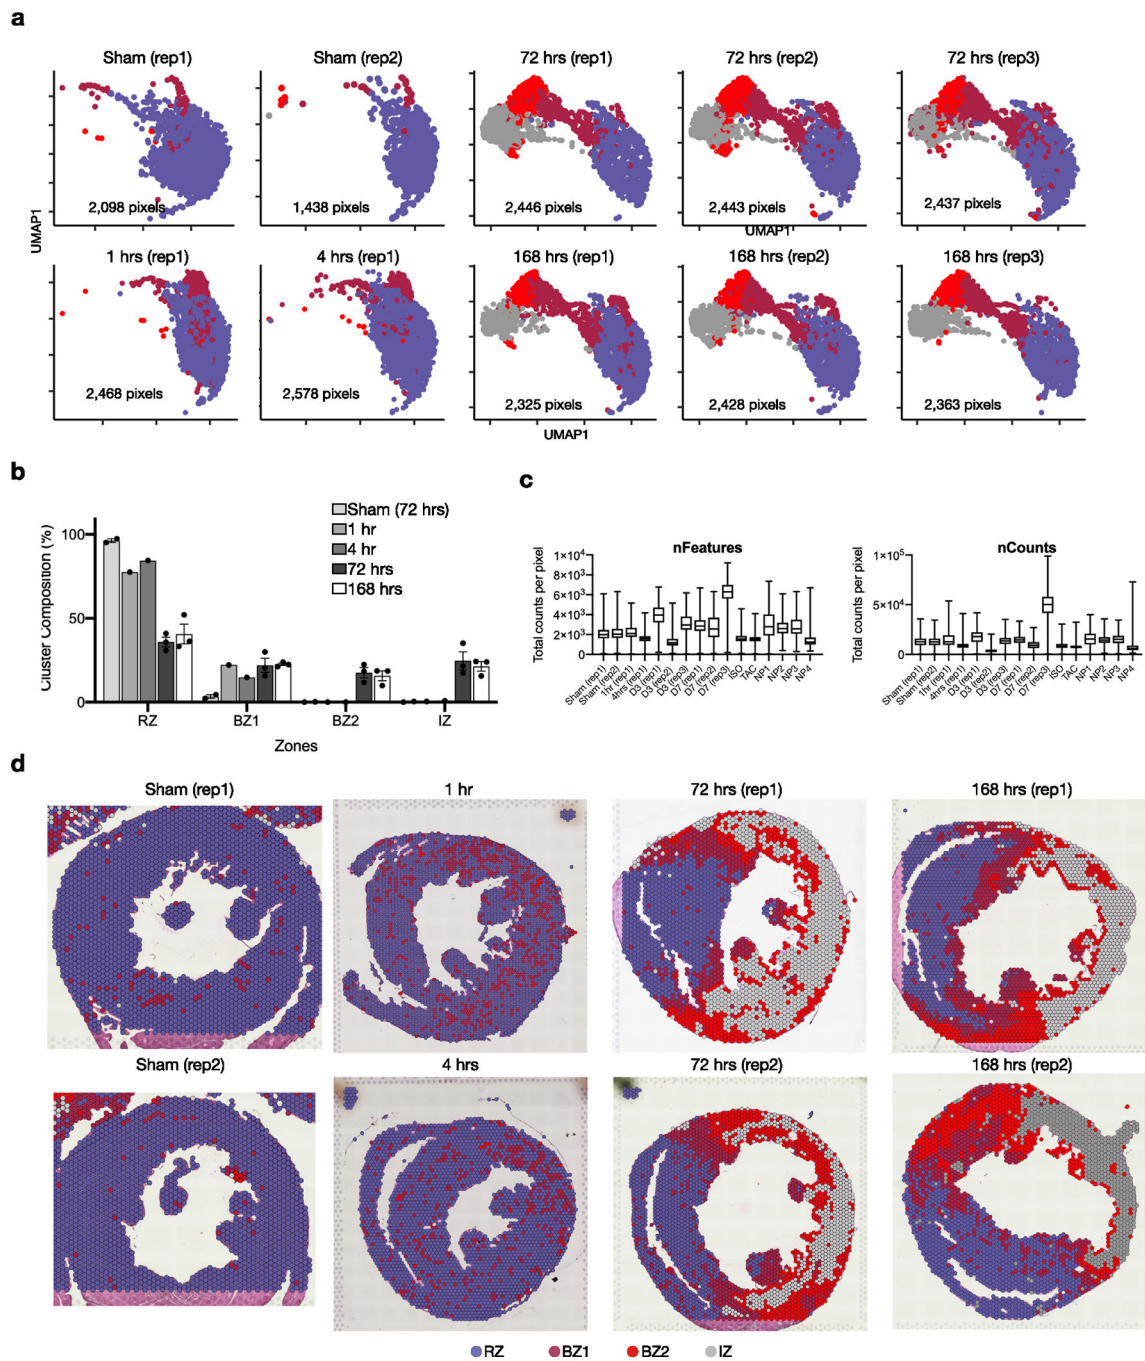 a
Sham (rep1)
Sham (rep2)
72 hrs (rep1)
72 hrs (rep2)
72 hrs (rep3)
2,098 pixels
1,438 pixels
2,446 pixels
2,443 pixels
2,437 pixels
UMAP1
UMAP1
1 hrs (rep1)
4 hrs (rep1)
168 hrs (rep1)
168 hrs (rep2)
168 hrs (rep3)
2,468 pixels
2,578 pixels
2,325 pixels
2,428 pixels
2,363 pixels
UMAP1
b
Cluster Composition (%)
100
50
0
Sham (72 hrs)
1 hr
4 hr
72 hrs
168 hrs
RZ
BZ1
BZ2
IZ
Zones
c
nFeatures
Total counts per pixel
1×10⁴
8×10³
6×10³
4×10³
2×10³
0
Sham (rep1)
Sham (rep2)
1hr (rep1)
4hrs (rep1)
D3 (rep1)
D3 (rep2)
D3 (rep3)
D7 (rep1)
D7 (rep2)
D7 (rep3)
ISO
TAC
NP1
NP2
NP3
NP4
nCounts
Total counts per pixel
1×10⁵
5×10⁴
0
Sham (rep1)
Sham (rep2)
1hr (rep1)
4hrs (rep1)
D3 (rep1)
D3 (rep2)
D3 (rep3)
D7 (rep1)
D7 (rep2)
D7 (rep3)
ISO
TAC
NP1
NP2
NP3
NP4
d
Sham (rep1)
1 hr
72 hrs (rep1)
168 hrs (rep1)
Sham (rep2)
4 hrs
72 hrs (rep2)
168 hrs (rep2)
RZ
BZ1
BZ2
IZ